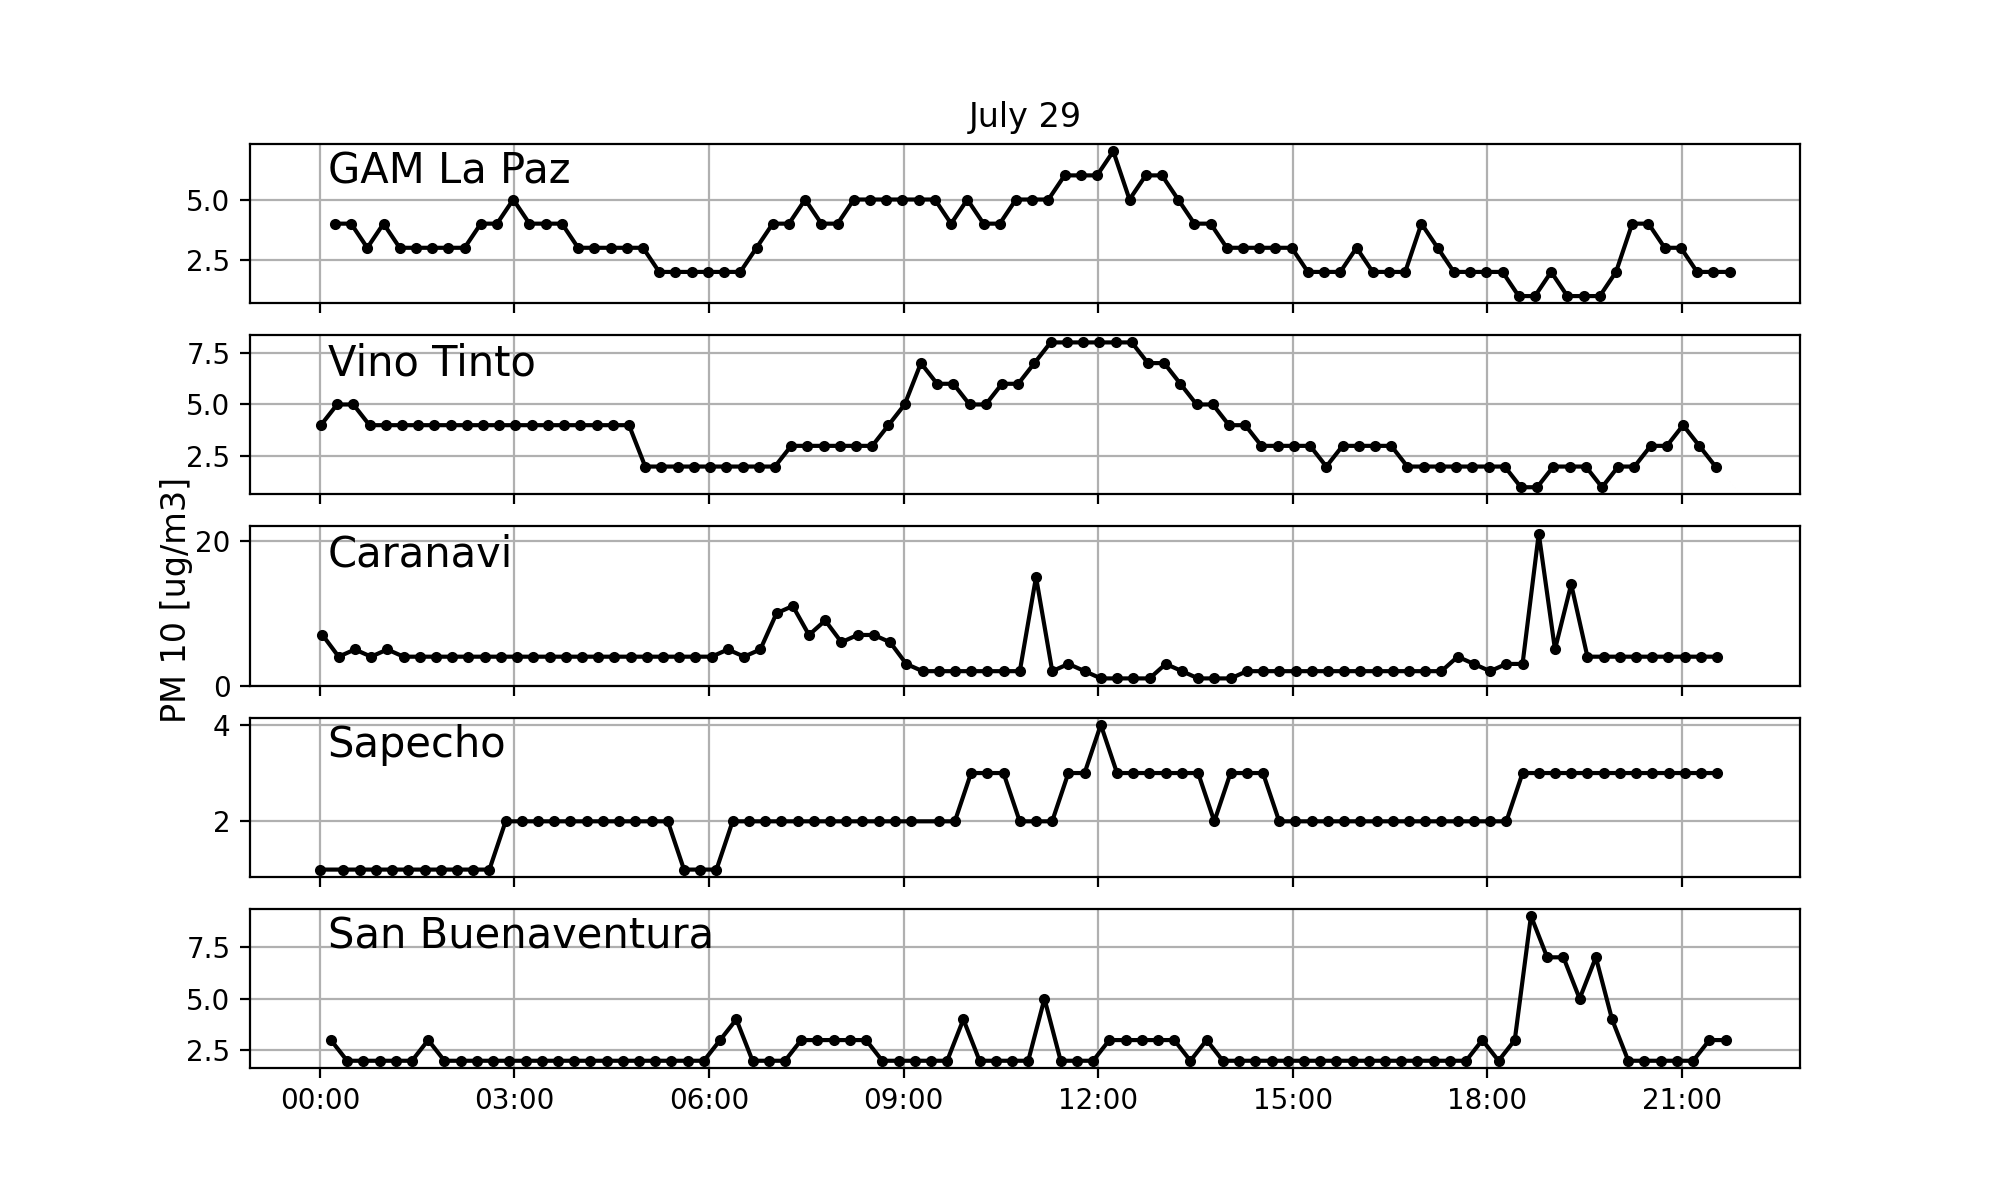 July 29
GAM La Paz
5.0
2.5
Vino Tinto
7.5
5.0
2.5
PM 10 [ug/m3]
Caranavi
20
0
Sapecho
4
2
San Buenaventura
7.5
5.0
2.5
00:00 03:00 06:00 09:00 12:00 15:00 18:00 21:00